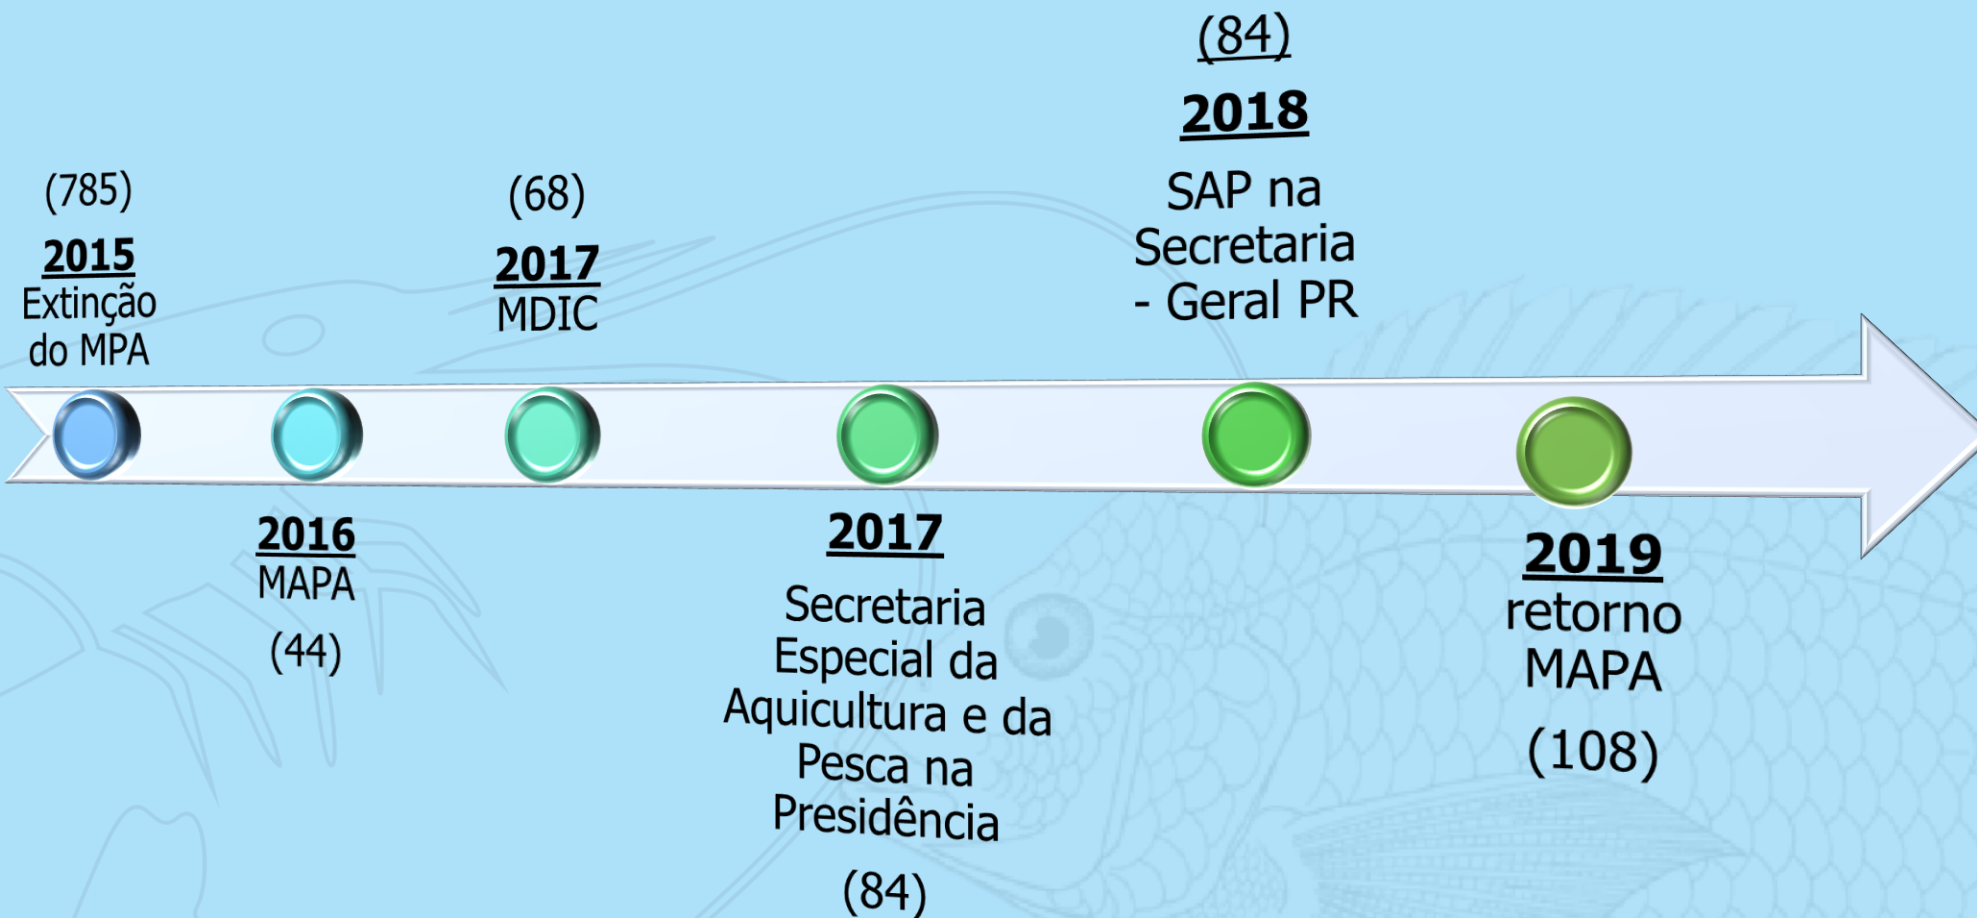 (785)
2015
Extinção
do MPA
2016
MAPA
(44)
(68)
2017
MDIC
2017
Secretaria
Especial da
Aquicultura e da
Pesca na
Presidência
(84)
(84)
2018
SAP na
Secretaria
- Geral PR
2019
retorno
MAPA
(108)